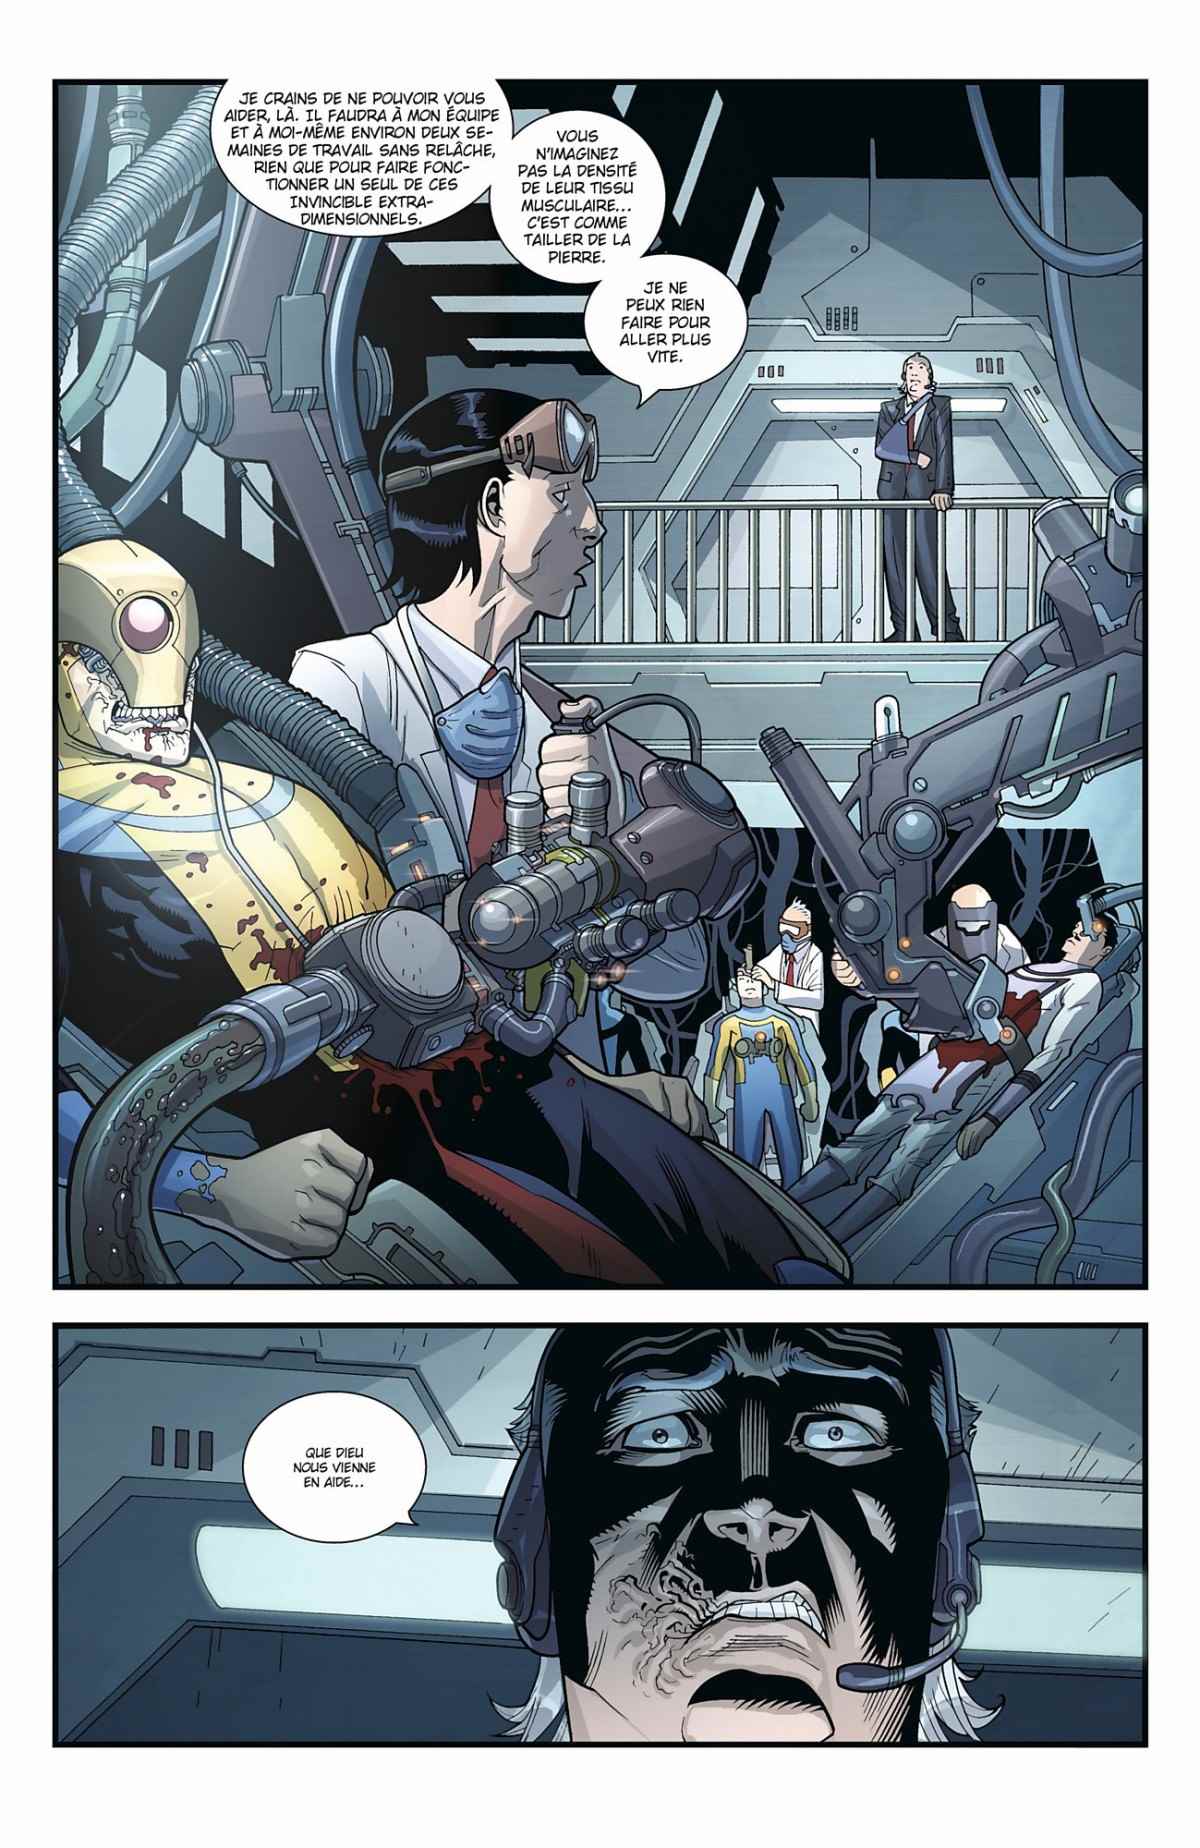 JE CRAINS DE NE POUVOIR VOUS
AIDER, LÀ. IL FAUDRA À MON ÉQUIPE
ET À MOI-MÊME ENVIRON DEUX SE-
MAINES DE TRAVAIL SANS RELÂCHE,
RIEN QUE POUR FAIRE FONC-
TIONNER UN SEUL DE CES
INVINCIBLE EXTRA-
DIMENSIONNELS.
VOUS
N'IMAGINEZ
PAS LA DENSITÉ
DE LEUR TISSU
MUSCULAIRE...
C'EST COMME
TAILLER DE LA
PIERRE.
JE NE
PEUX RIEN
FAIRE POUR
ALLER PLUS
VITE.
QUE DIEU
NOUS VIENNE
EN AIDE...